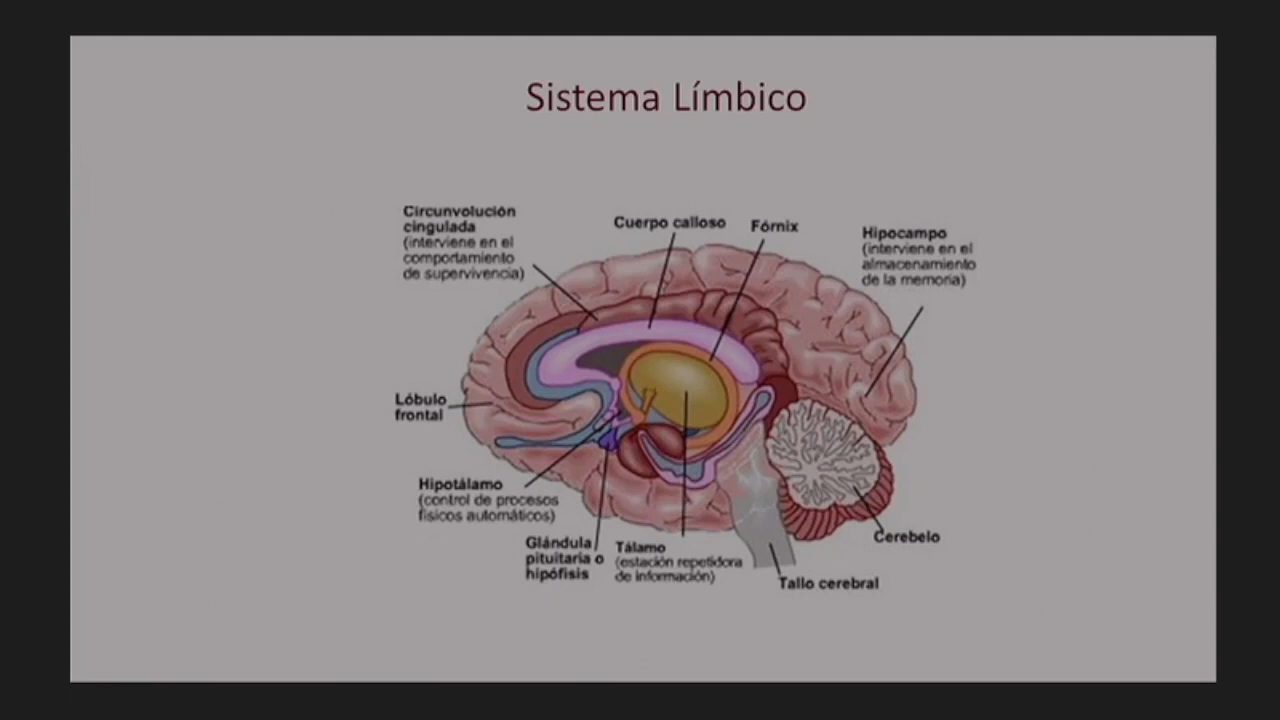 Sistema Límbico
Circunvolución
cingulada
(interviene en el
comportamiento
de supervivencia)
Cuerpo calloso
Fórnix
Hipocampo
(interviene en el
almacenamiento
de la memoria)
Lóbulo
frontal
Hipotálamo
(control de procesos
físicos automáticos)
Glándula
pituitaria o
hipófisis
Tálamo
(estación repetidora
de información)
Cerebelo
Tallo cerebral